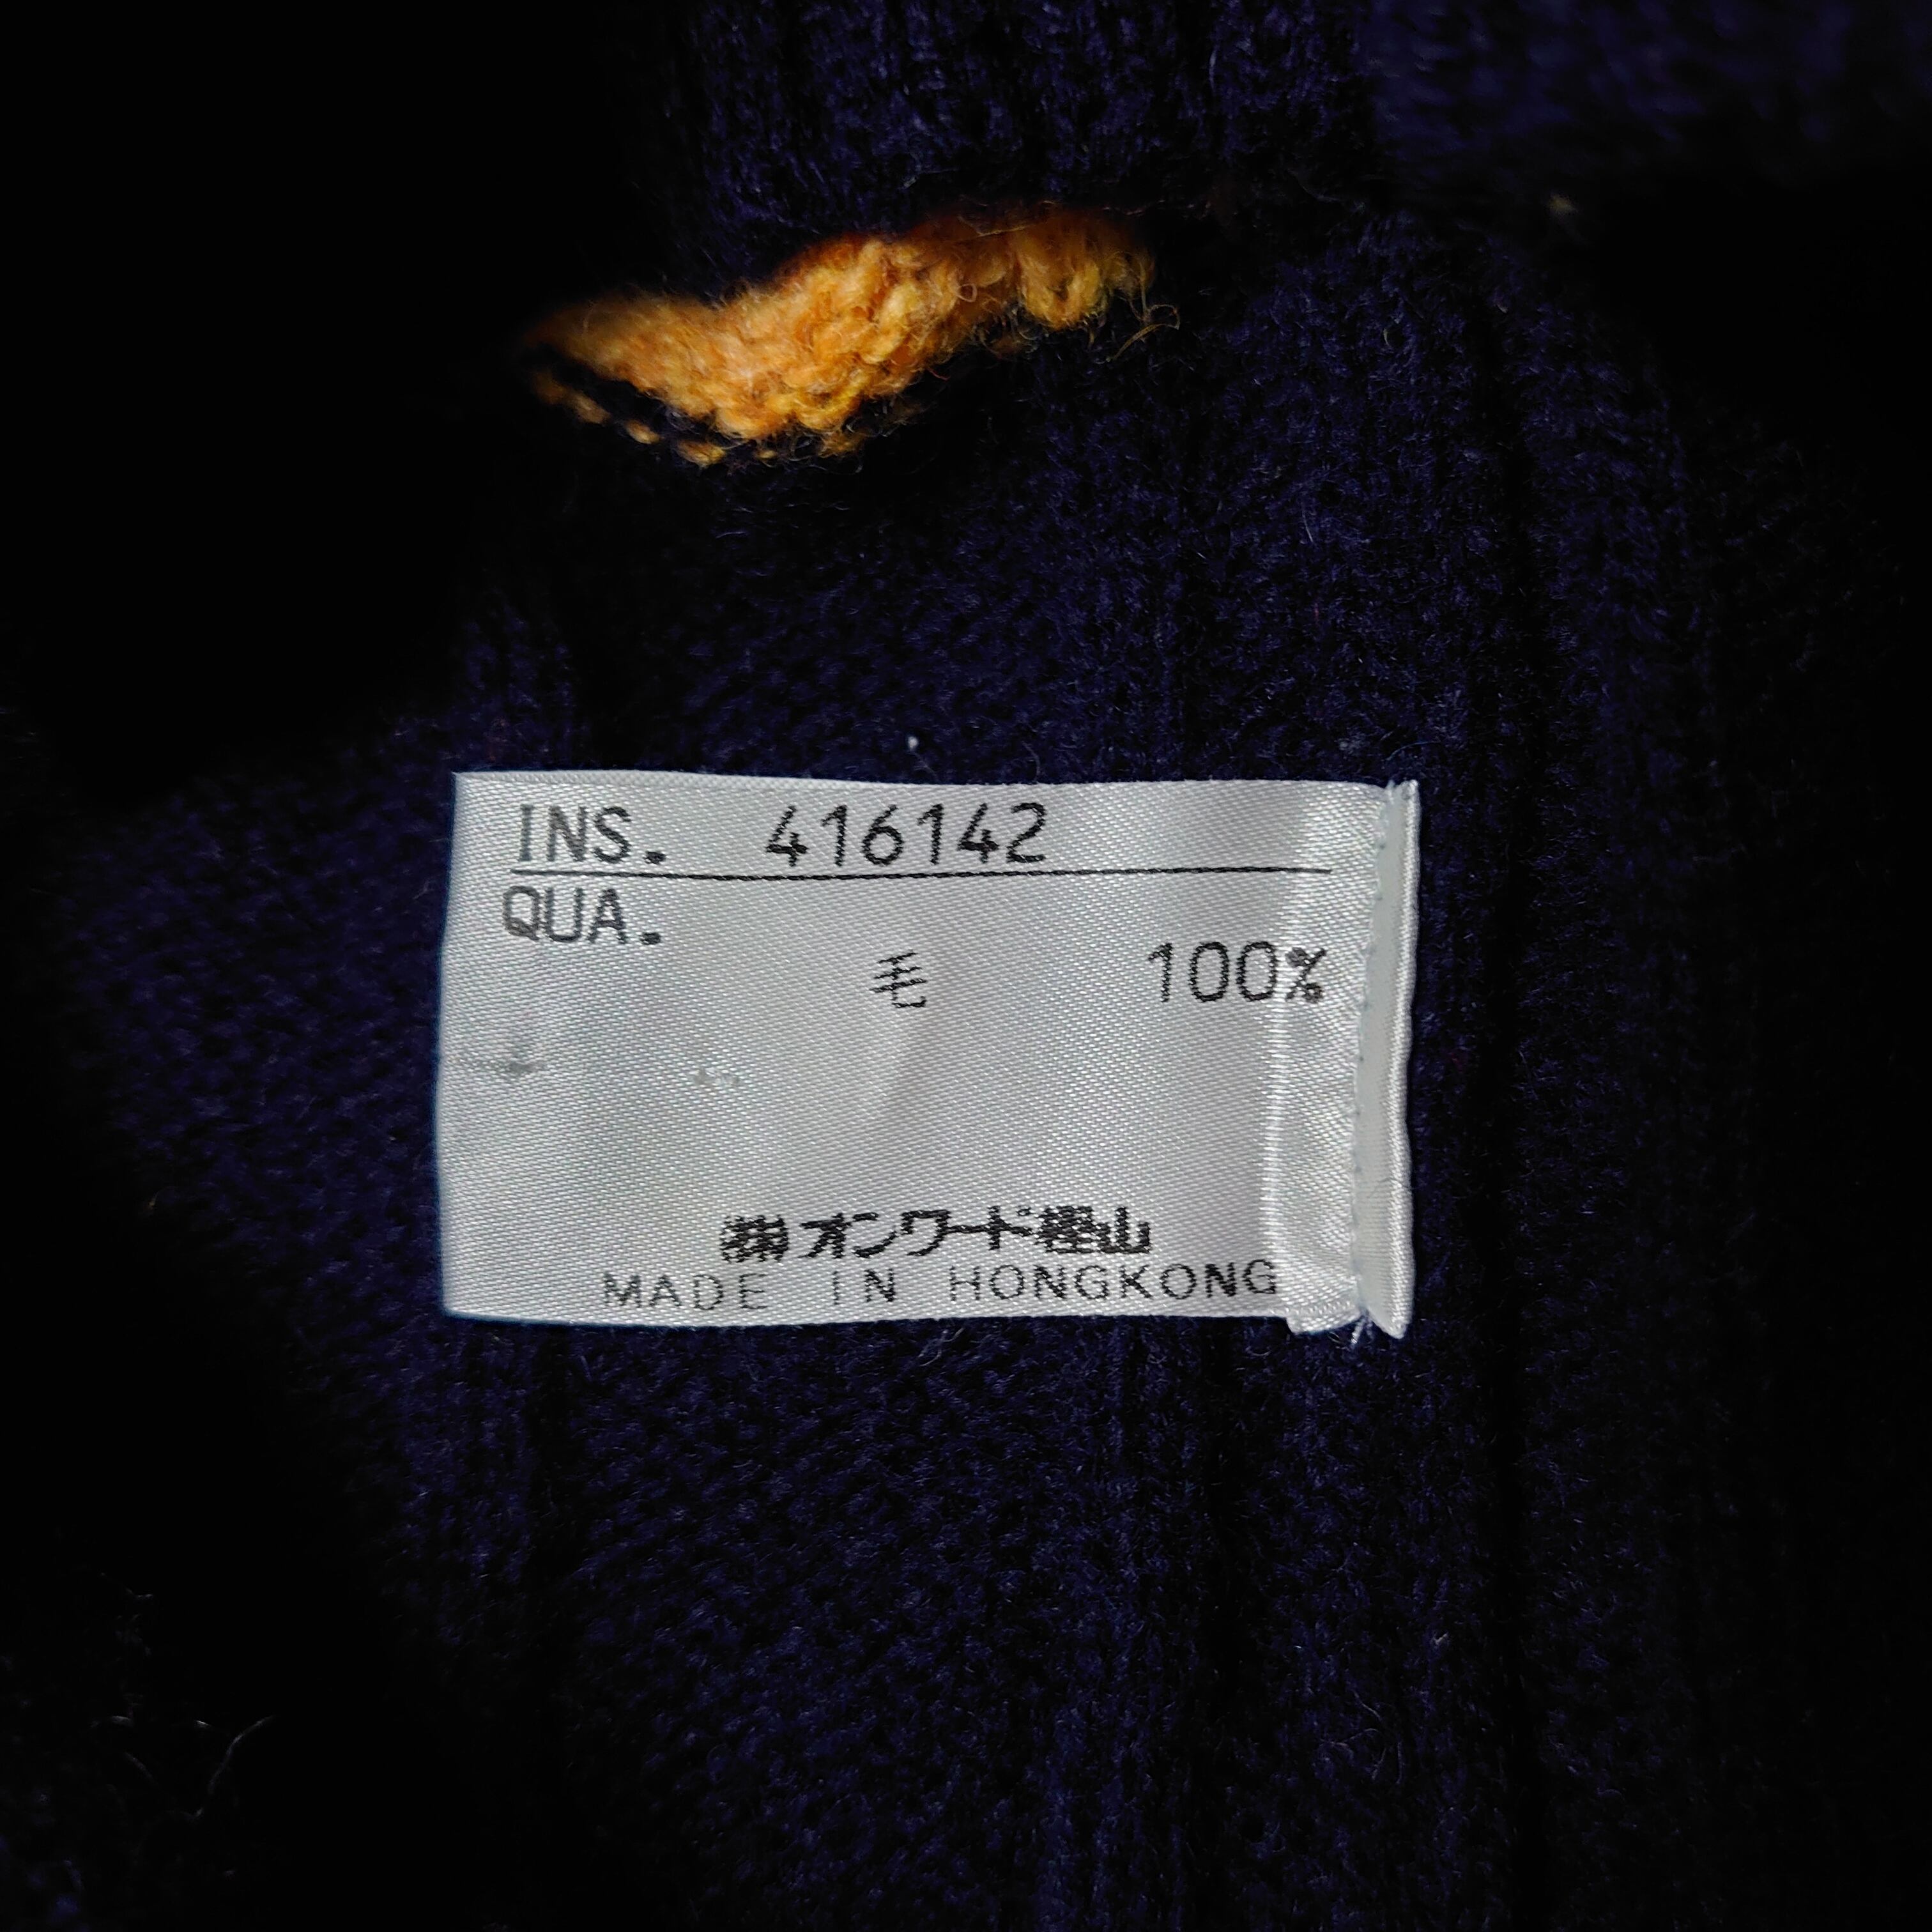 INS. 416142
QUA.
毛 100%
㈱オンワード樫山
MADE IN HONGKONG